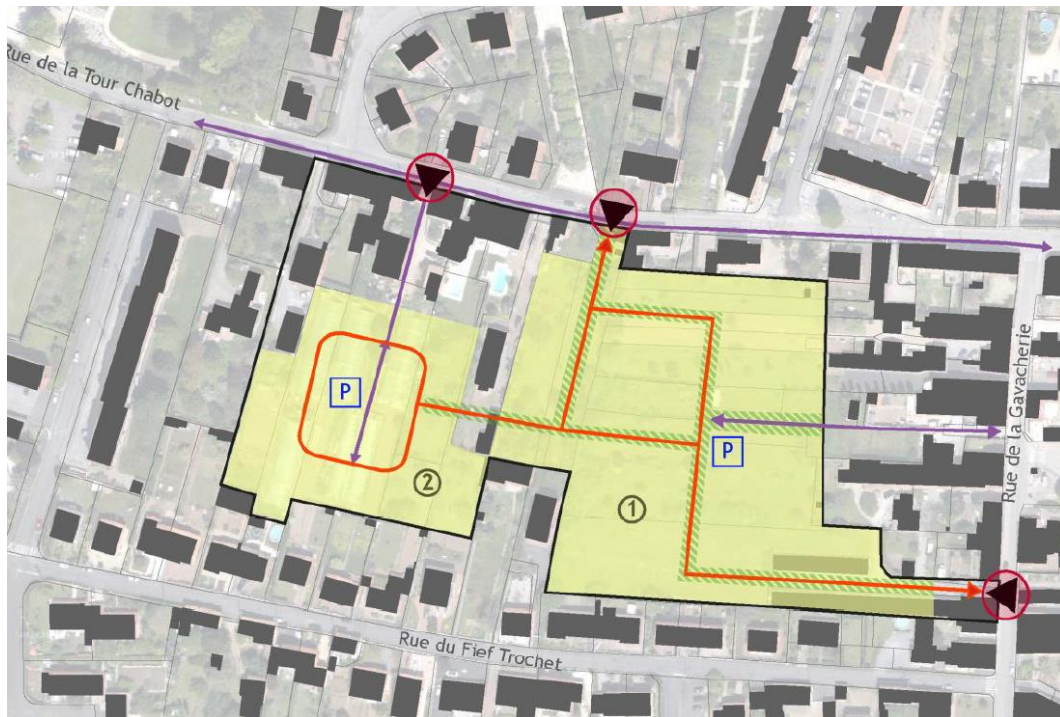 Rue de la Tour Chabot
P
P
②
①
Rue de la Gavacherie
Rue du Fief Trochet